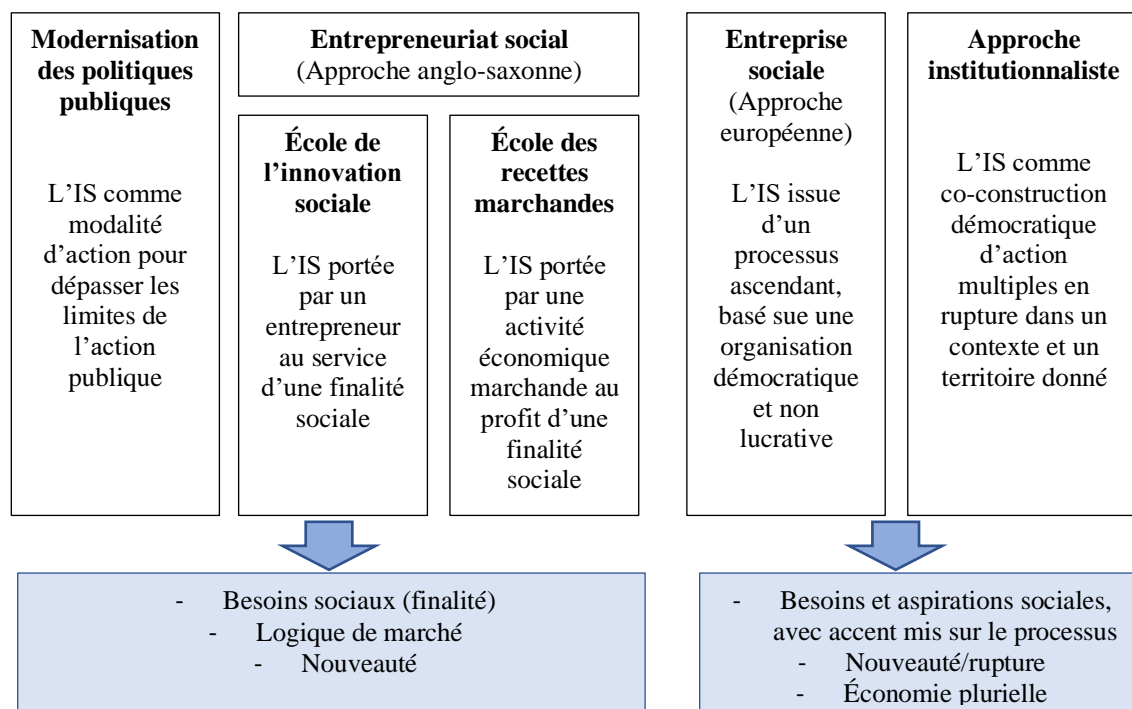 Modernisation
des politiques
publiques
L’IS comme
modalité
d’action pour
dépasser les
limites de
l’action
publique
Entrepreneuriat social
(Approche anglo-saxonne)
École de
l’innovation
sociale
L’IS portée
par un
entrepreneur
au service
d’une finalité
sociale
École des
recettes
marchandes
L’IS portée
par une
activité
économique
marchande au
profit d’une
finalité
sociale
Entreprise
sociale
(Approche
européenne)
L’IS issue
d’un
processus
ascendant,
basé sue une
organisation
démocratique
et non
lucrative
Approche
institutionnaliste
L’IS comme
co-construction
démocratique
d’action
multiples en
rupture dans un
contexte et un
territoire donné
- Besoins sociaux (finalité)
- Logique de marché
- Nouveauté
- Besoins et aspirations sociales,
avec accent mis sur le processus
- Nouveauté/rupture
- Économie plurielle